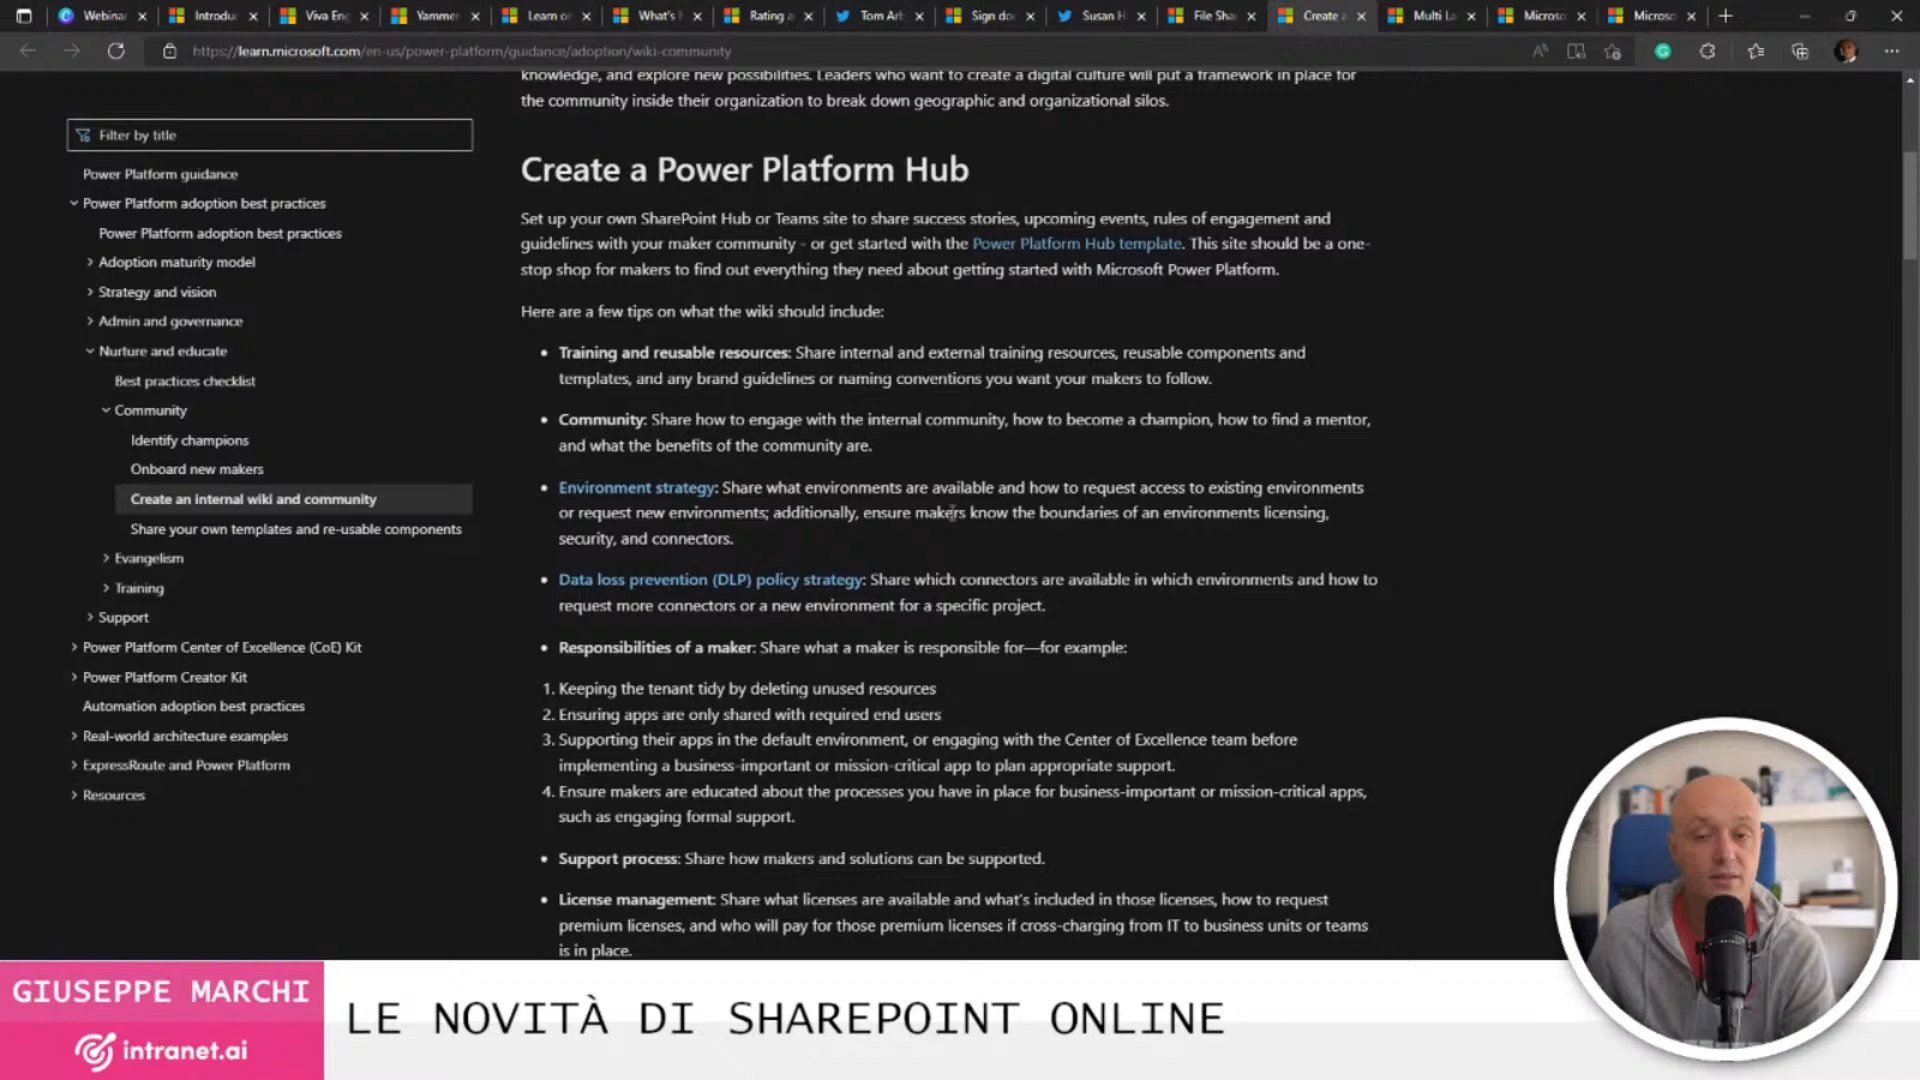 Webinar
Introdu
Viva En
Yammer
Learn o
What's
Rating a
Tom Ar
Sign do
Susan H
File Sha
Create a
Multi La
Microso
Microso
https://learn.microsoft.com/en-us/power-platform/guidance/adoption/wiki-community
knowledge, and explore new possibilities. Leaders who want to create a digital culture will put a framework in place for
the community inside their organization to break down geographic and organizational silos.
Filter by title
Power Platform guidance
Power Platform adoption best practices
Power Platform adoption best practices
Adoption maturity model
Strategy and vision
Admin and governance
Nurture and educate
Best practices checklist
Community
Identify champions
Onboard new makers
Create an internal wiki and community
Share your own templates and re-usable components
Evangelism
Training
Support
Power Platform Center of Excellence (CoE) Kit
Power Platform Creator Kit
Automation adoption best practices
Real-world architecture examples
ExpressRoute and Power Platform
Resources
Create a Power Platform Hub
Set up your own SharePoint Hub or Teams site to share success stories, upcoming events, rules of engagement and
guidelines with your maker community - or get started with the Power Platform Hub template. This site should be a one-
stop shop for makers to find out everything they need about getting started with Microsoft Power Platform.
Here are a few tips on what the wiki should include:
• Training and reusable resources: Share internal and external training resources, reusable components and
templates, and any brand guidelines or naming conventions you want your makers to follow.
• Community: Share how to engage with the internal community, how to become a champion, how to find a mentor,
and what the benefits of the community are.
• Environment strategy: Share what environments are available and how to request access to existing environments
or request new environments; additionally, ensure makers know the boundaries of an environments licensing,
security, and connectors.
• Data loss prevention (DLP) policy strategy: Share which connectors are available in which environments and how to
request more connectors or a new environment for a specific project.
• Responsibilities of a maker: Share what a maker is responsible for—for example:
1. Keeping the tenant tidy by deleting unused resources
2. Ensuring apps are only shared with required end users
3. Supporting their apps in the default environment, or engaging with the Center of Excellence team before
implementing a business-important or mission-critical app to plan appropriate support.
4. Ensure makers are educated about the processes you have in place for business-important or mission-critical apps,
such as engaging formal support.
• Support process: Share how makers and solutions can be supported.
• License management: Share what licenses are available and what's included in those licenses, how to request
premium licenses, and who will pay for those premium licenses if cross-charging from IT to business units or teams
is in place.
GIUSEPPE MARCHI
intranet.ai
LE NOVITÀ DI SHAREPOINT ONLINE